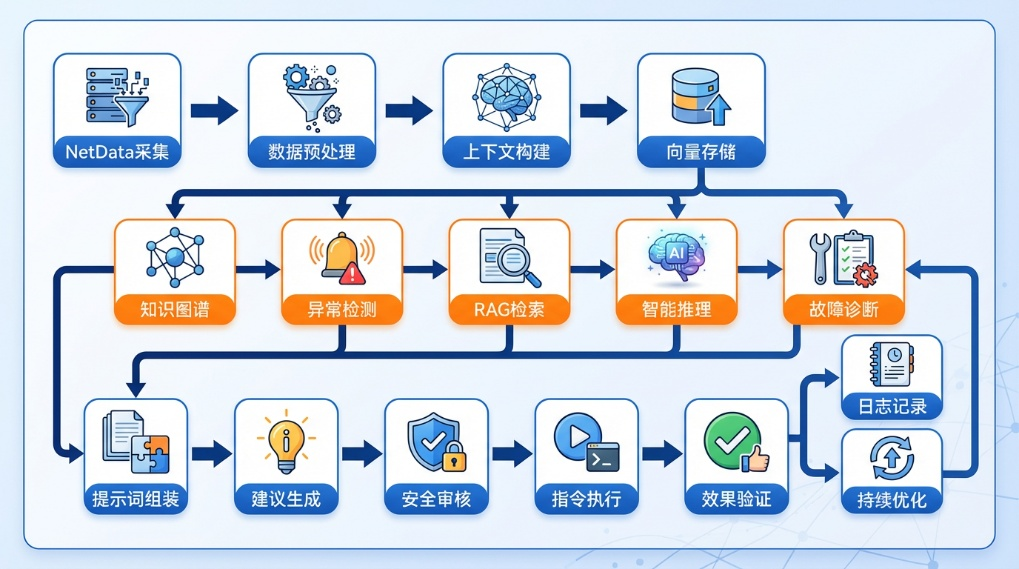 NetData采集
数据预处理
上下文构建
向量存储
知识图谱
异常检测
RAG检索
AI
智能推理
故障诊断
日志记录
提示词组装
建议生成
安全审核
指令执行
效果验证
持续优化